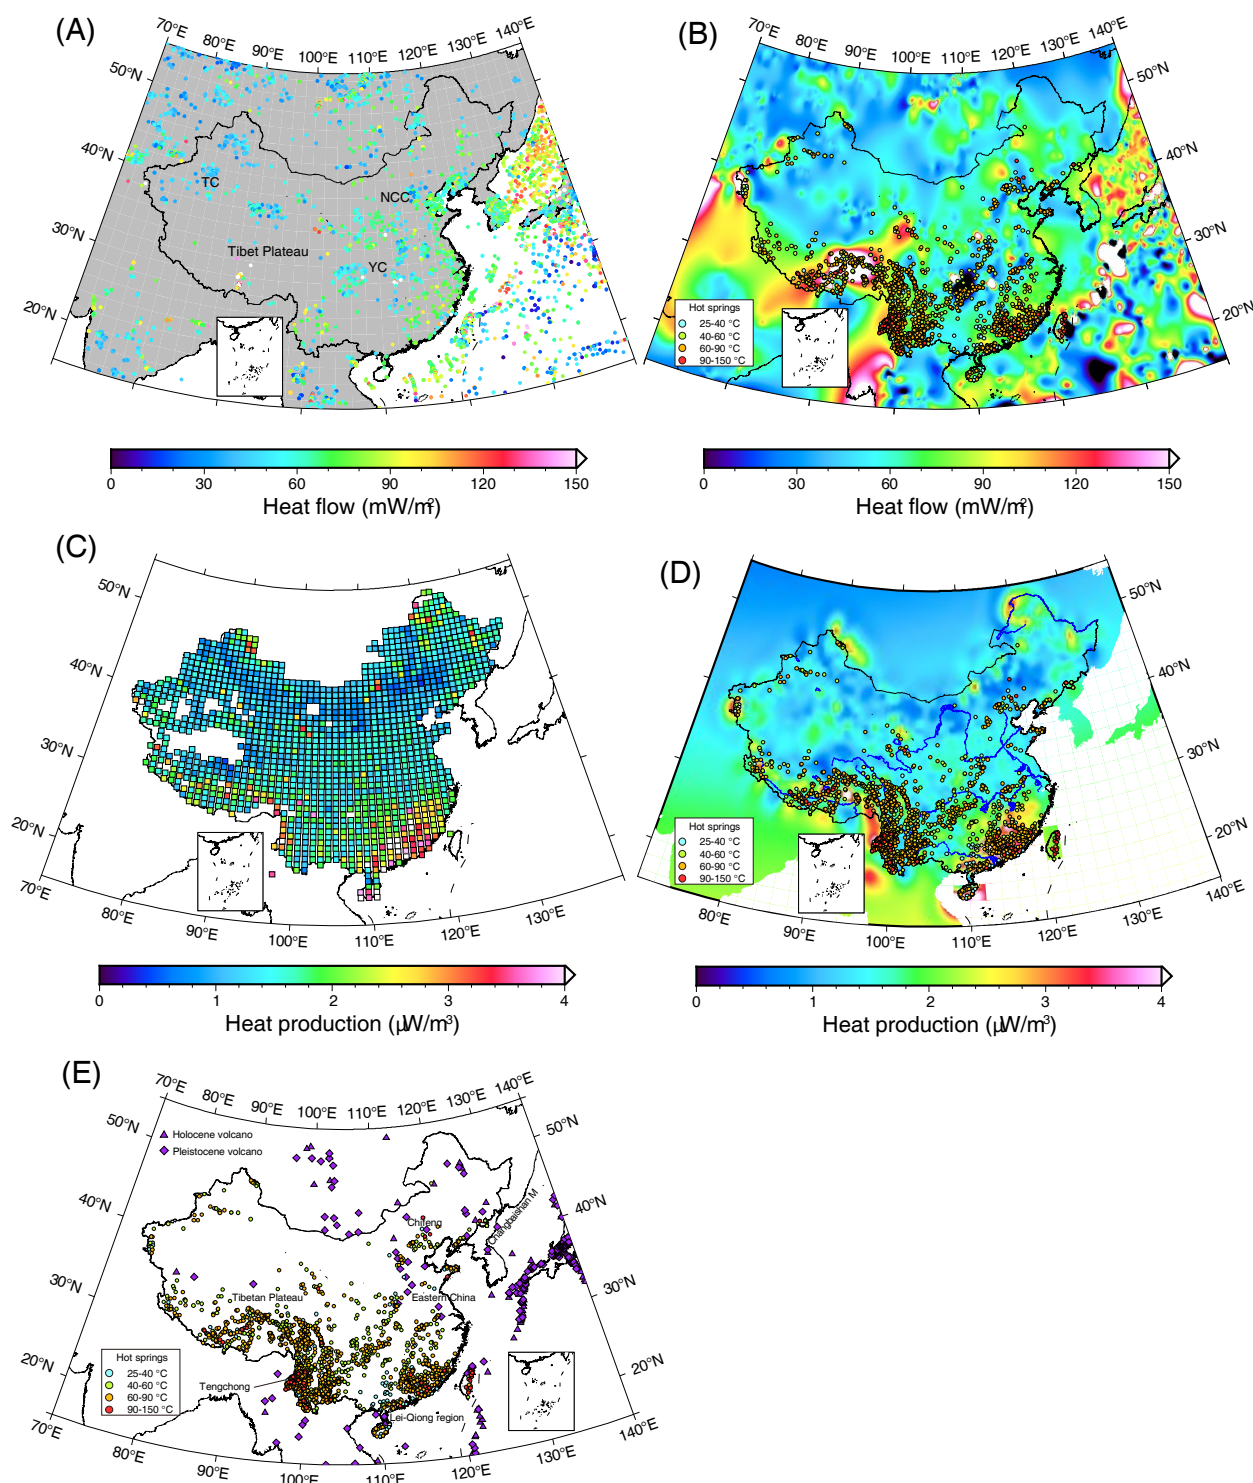 (A)
70°E
80°E
90°E
100°E
110°E
120°E
130°E
140°E
50°N
40°N
30°N
20°N
TC
NCC
Tibet Plateau
YC
0 30 60 90 120 150
Heat flow (mW/m²)
(B)
70°E
80°E
90°E
100°E
110°E
120°E
130°E
140°E
50°N
40°N
30°N
20°N
Hot springs
25-40 °C
40-60 °C
60-90 °C
90-150 °C
0 30 60 90 120 150
Heat flow (mW/m²)
(C)
50°N
40°N
30°N
20°N
70°E
80°E
90°E
100°E
110°E
120°E
130°E
0 1 2 3 4
Heat production (μW/m³)
(D)
50°N
40°N
30°N
20°N
Hot springs
25-40 °C
40-60 °C
60-90 °C
90-150 °C
80°E
90°E
100°E
110°E
120°E
130°E
140°E
0 1 2 3 4
Heat production (μW/m³)
(E)
70°E
80°E
90°E
100°E
110°E
120°E
130°E
140°E
50°N
50°N
Holocene volcano
Pleistocene volcano
40°N
40°N
Chifeng
Changbaishan M
30°N
30°N
Tibetan Plateau
Eastern China
20°N
20°N
Hot springs
25-40 °C
40-60 °C
60-90 °C
90-150 °C
Tengchong
Lei-Qiong region
70°E
80°E
90°E
100°E
110°E
120°E
130°E
140°E